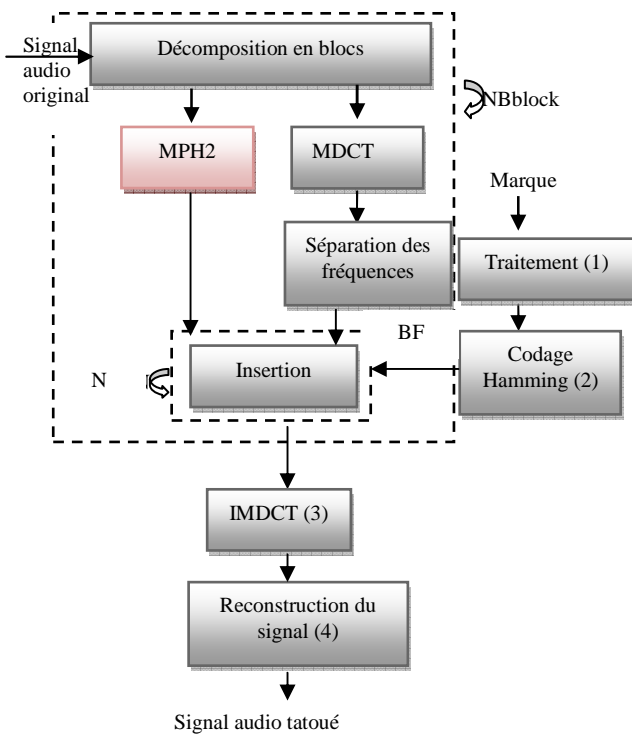 Signal
audio
original
Décomposition en blocs
NBblock
MPH2
MDCT
Marque
Séparation des
fréquences
Traitement (1)
BF
N
Insertion
Codage
Hamming (2)
IMDCT (3)
Reconstruction du
signal (4)
Signal audio tatoué